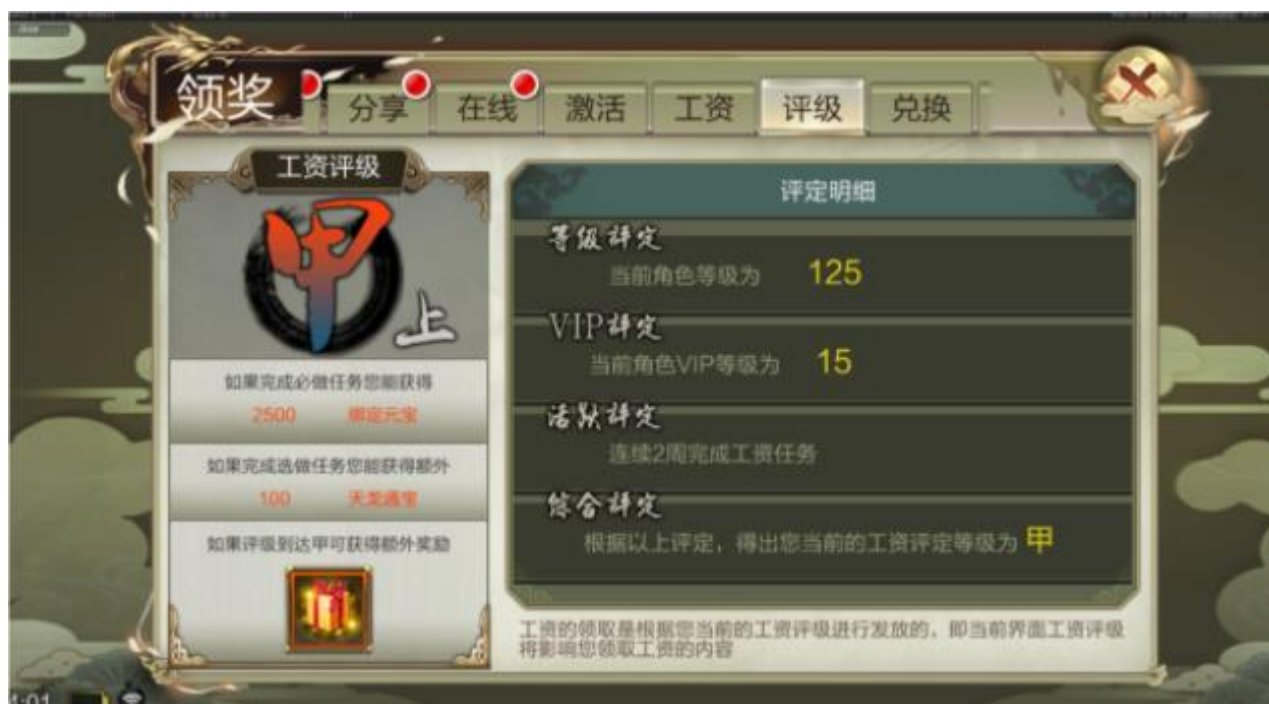 领奖
分享
在线
激活
工资
评级
兑换
工资评级
甲上
如果完成必做任务您能获得
2500 绑定元宝
如果完成选做任务您能获得额外
100 天龙通宝
如果评级到达甲可获得额外奖励
评定明细
等级评定
当前角色等级为 125
VIP评定
当前角色VIP等级为 15
活跃评定
连续2周完成工资任务
综合评定
根据以上评定，得出您当前的工资评定等级为 甲
工资的领取是根据您当前的工资评级进行发放的，即当前界面工资评级
将影响您领取工资的内容